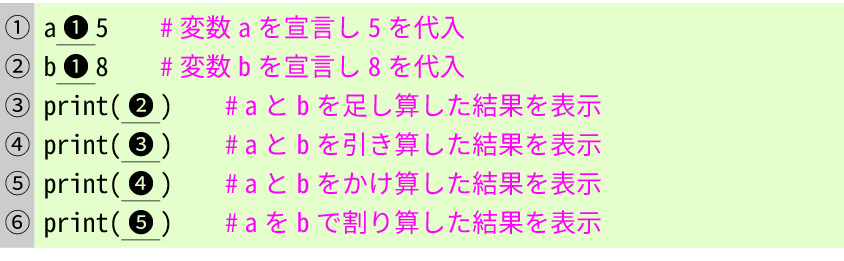 ① a ❶ 5 # 変数 a を宣言し 5 を代入
② b ❶ 8 # 変数 b を宣言し 8 を代入
③ print( ❷ ) # a と b を足し算した結果を表示
④ print( ❸ ) # a と b を引き算した結果を表示
⑤ print( ❹ ) # a と b をかけ算した結果を表示
⑥ print( ❺ ) # a を b で割り算した結果を表示